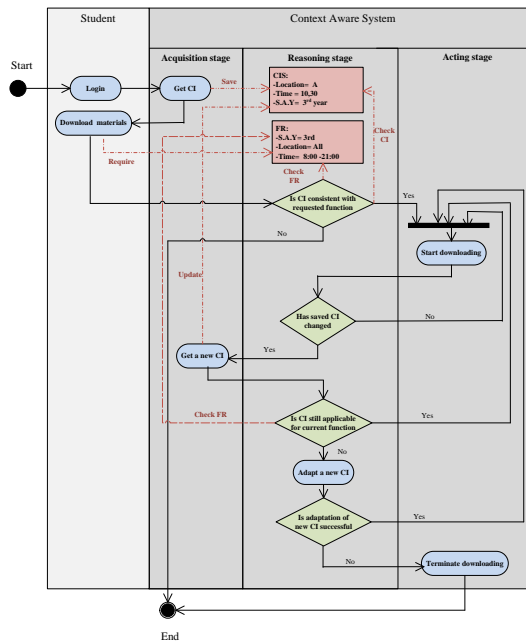 Student
Context Aware System
Acquisition stage
Reasoning stage
Acting stage
Start
Login
Get CI
Save
CIS:
-Location= A
-Time = 10,30
-S.A.Y= 3rd year
Download materials
FR:
-S.A.Y= 3rd
-Location= All
-Time= 8:00 -21:00
Check
CI
Require
Check
FR
Is CI consistent with
requested function
Yes
No
Start downloading
Update
Has saved CI
changed
No
Get a new CI
Yes
Check FR
Is CI still applicable
for current function
Yes
No
Adapt a new CI
Is adaptation of
new CI successful
Yes
No
Terminate downloading
End